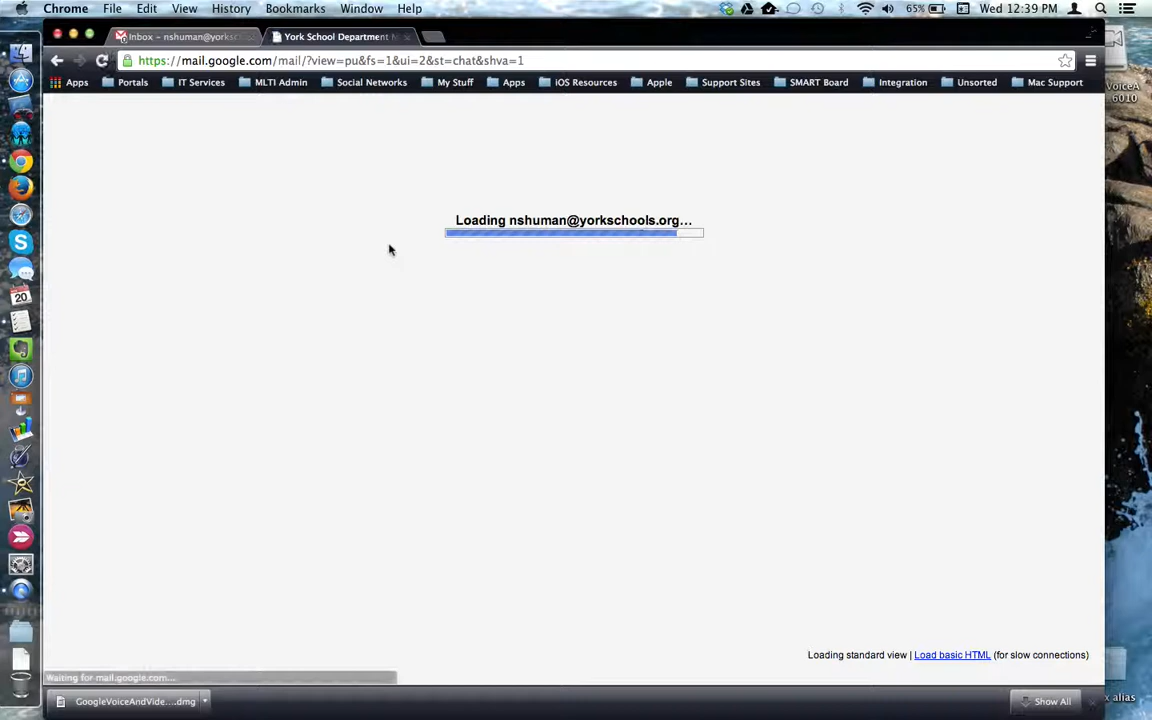 Chrome File Edit View History Bookmarks Window Help 65% Wed 12:39 PM
Inbox - nshuman@yorksc York School Department M
https://mail.google.com/mail/?view=pu&fs=1&ui=2&st=chat&shva=1
Apps Portals IT Services MLTI Admin Social Networks My Stuff Apps iOS Resources Apple Support Sites SMART Board Integration Unsorted Mac Support
VoiceA
6010
Loading nshuman@yorkschools.org...
20
Loading standard view | Load basic HTML (for slow connections)
Waiting for mail.google.com...
GoogleVoiceAndVide....dmg Show All
x alias